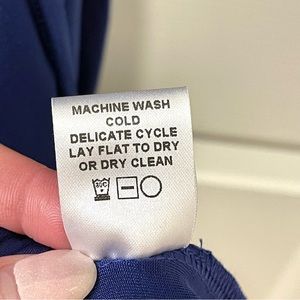 MACHINE WASH
COLD
DELICATE CYCLE
LAY FLAT TO DRY
OR DRY CLEAN